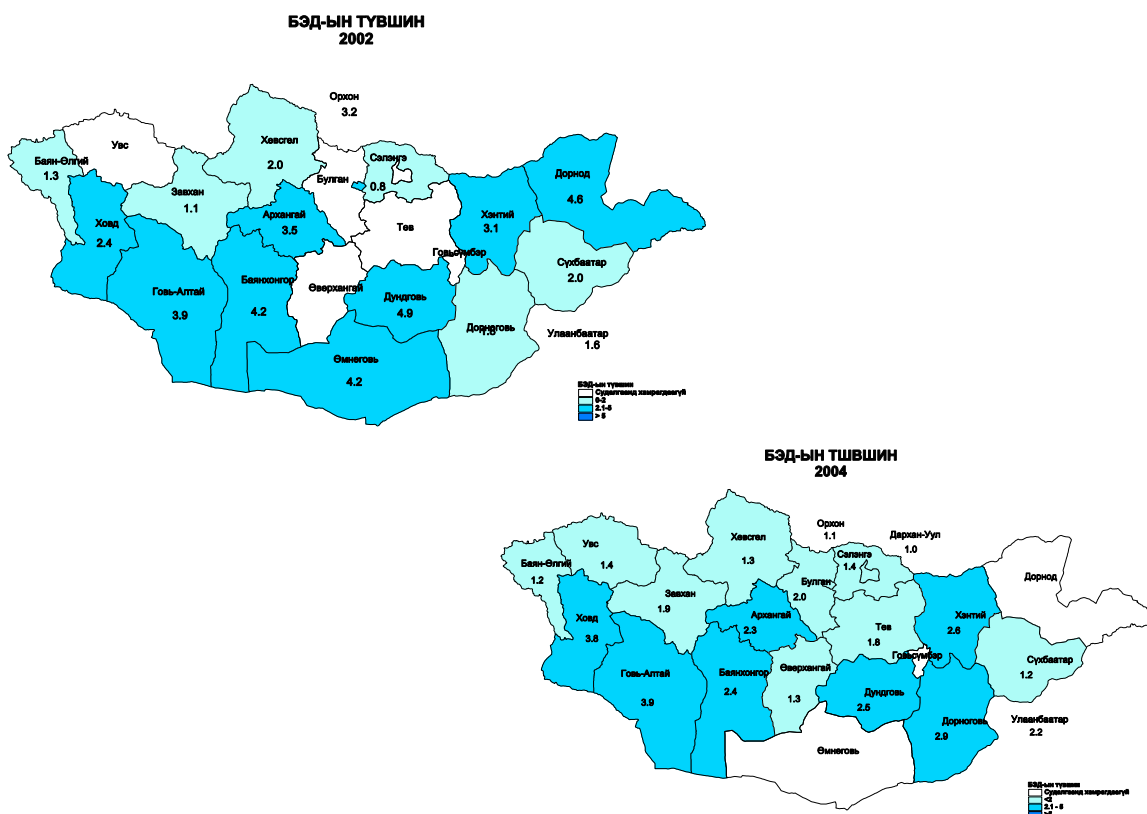 БЭД-ЫН ТҮВШИН
2002
Орхон
3.2
Увс
Хөвсгөл
2.0
Сэлэнгэ
0.8
Баян-Өлгий
1.3
Булган
Завхан
1.1
Дорнод
4.6
Архангай
3.5
Хэнтий
3.1
Ховд
2.4
Төв
Говьсүмбэр
Сүхбаатар
2.0
Говь-Алтай
3.9
Баянхонгор
4.2
Өвөрхангай
Дундговь
4.9
Дорноговь
Улаанбаатар
1.6
Өмнөговь
4.2
БЭД-ын түвшин
Судалгаанд хамрагдаагүй
0-2
2.1-5
> 5
БЭД-ЫН ТШВШИН
2004
Орхон
1.1
Дархан-Уул
1.0
Хөвсгөл
1.3
Увс
1.4
Сэлэнгэ
1.4
Баян-Өлгий
1.2
Булган
2.0
Дорнод
Завхан
1.9
Архангай
2.3
Хэнтий
2.6
Ховд
3.8
Төв
1.8
Говьсүмбэр
Сүхбаатар
1.2
Говь-Алтай
3.9
Баянхонгор
2.4
Өвөрхангай
1.3
Дундговь
2.5
Дорноговь
2.9
Улаанбаатар
2.2
Өмнөговь
БЭД-ын түвшин
Судалгаанд хамрагдаагүй
<2
2.1 - 5